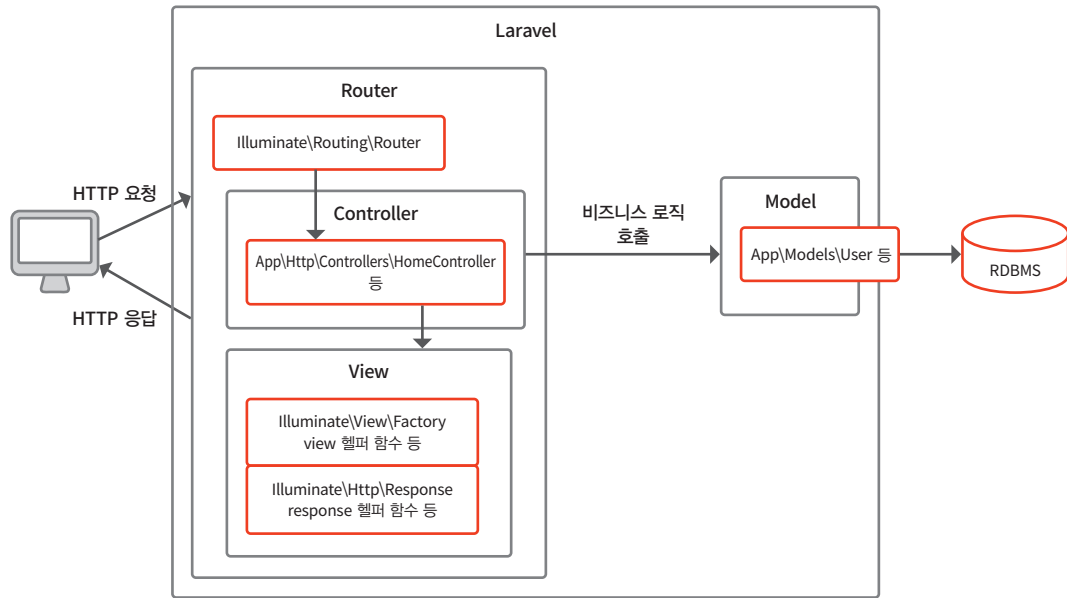 Laravel
Router
Illuminate\Routing\Router
HTTP 요청
Controller
App\Http\Controllers\HomeController
등
비즈니스 로직
호출
Model
App\Models\User 등
RDBMS
HTTP 응답
View
Illuminate\View\Factory
view 헬퍼 함수 등
Illuminate\Http\Response
response 헬퍼 함수 등